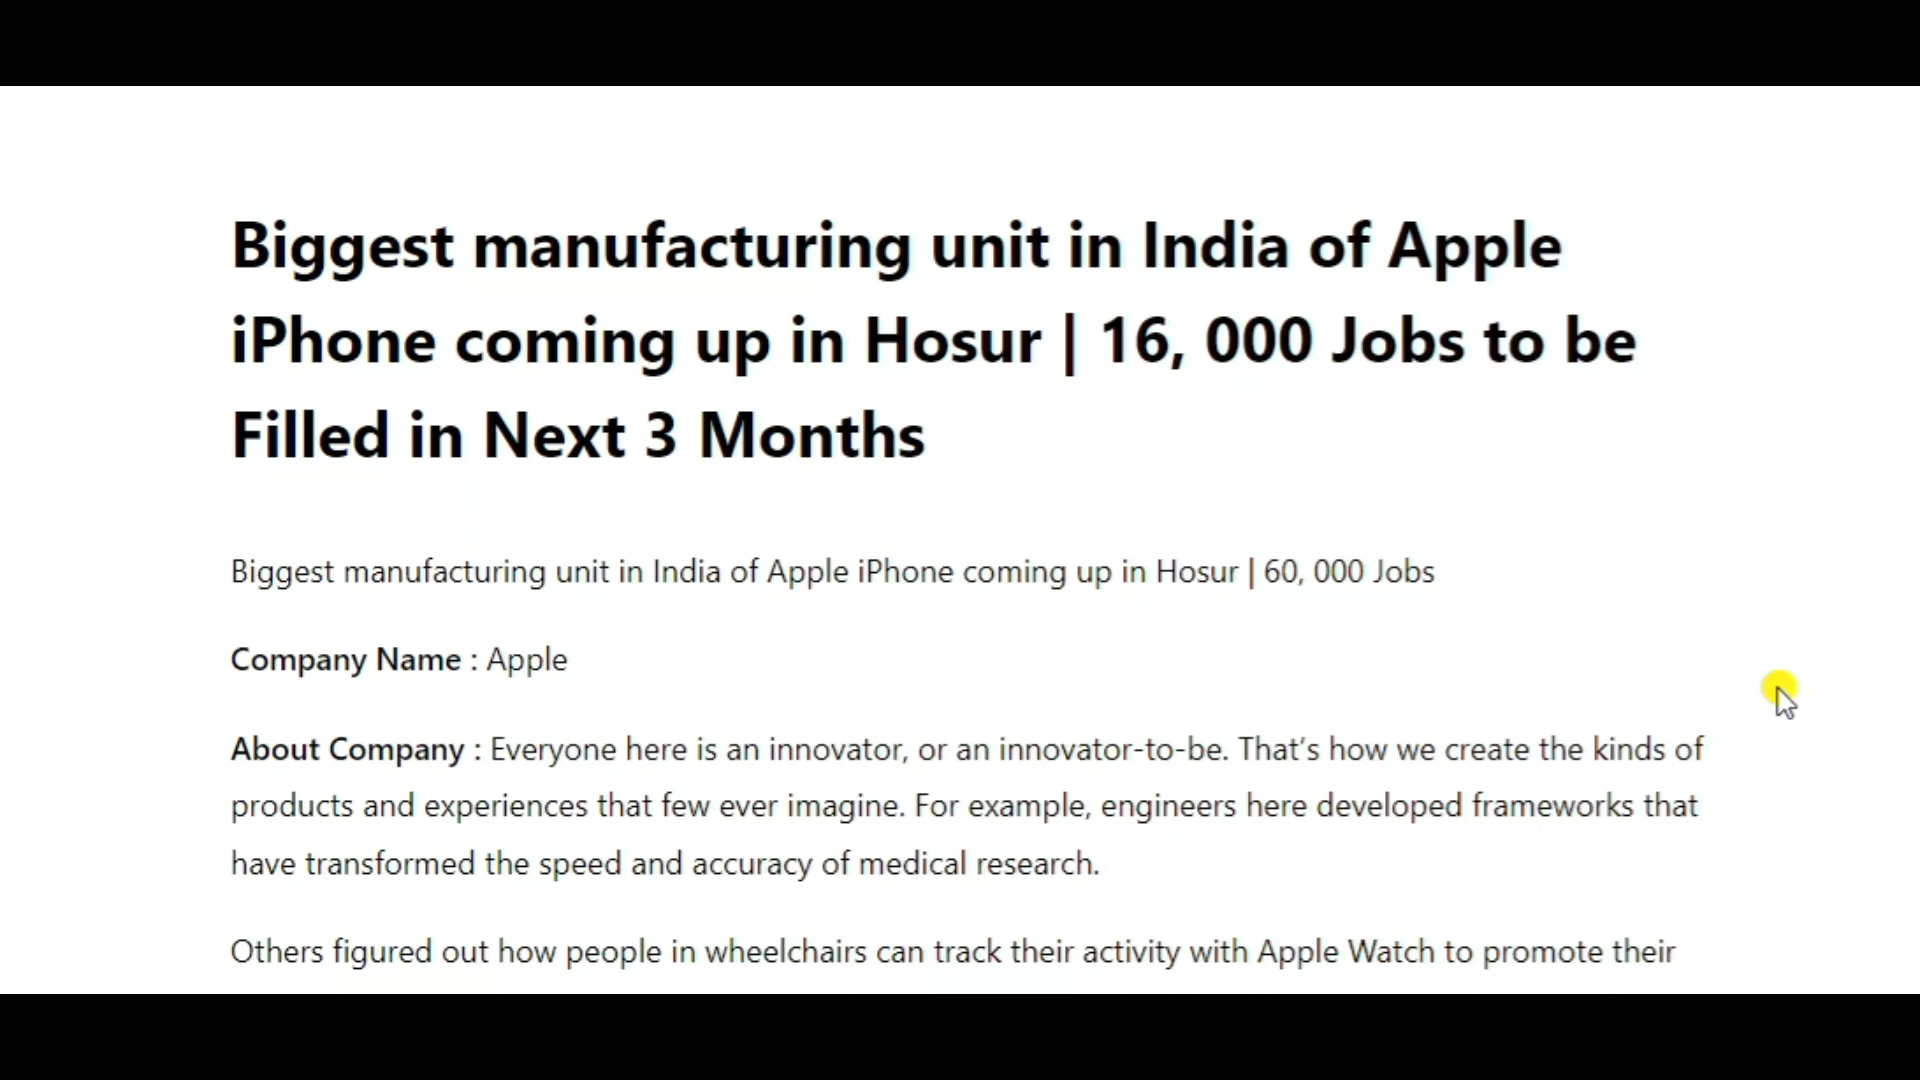 Biggest manufacturing unit in India of Apple
iPhone coming up in Hosur | 16, 000 Jobs to be
Filled in Next 3 Months
Biggest manufacturing unit in India of Apple iPhone coming up in Hosur | 60, 000 Jobs
Company Name : Apple
About Company : Everyone here is an innovator, or an innovator-to-be. That’s how we create the kinds of
products and experiences that few ever imagine. For example, engineers here developed frameworks that
have transformed the speed and accuracy of medical research.
Others figured out how people in wheelchairs can track their activity with Apple Watch to promote their